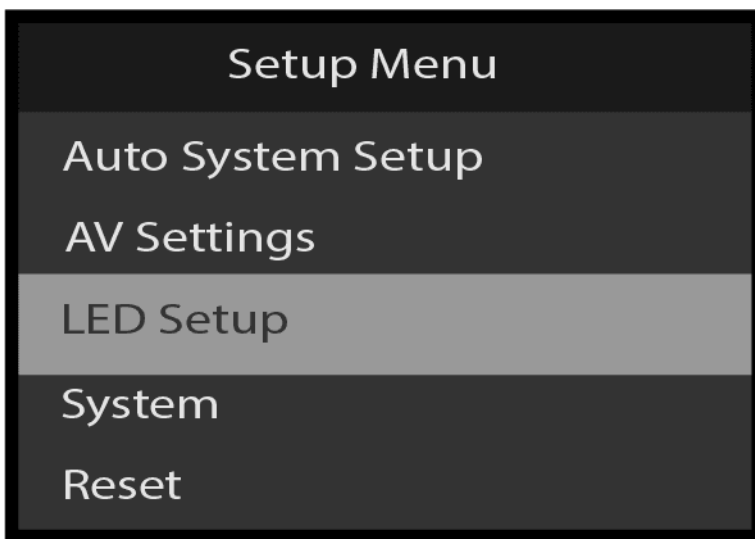 Setup Menu
Auto System Setup
AV Settings
LED Setup
System
Reset